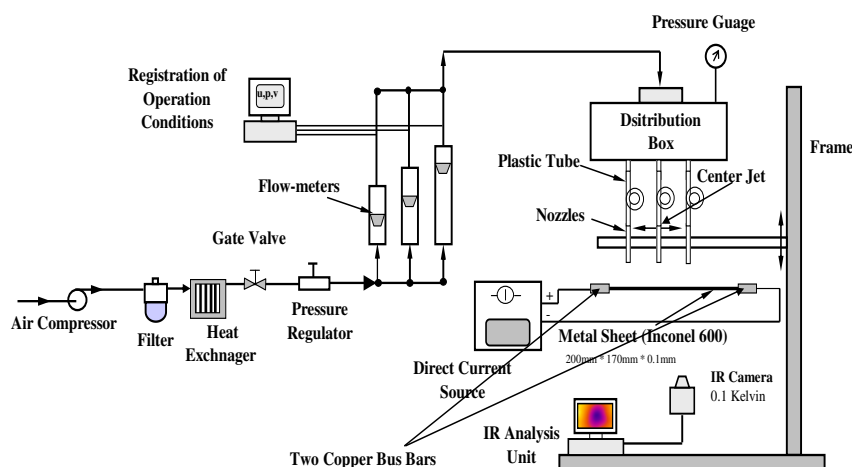 Pressure Guage
Registration of
Operation
Conditions
u,p,v
Dsitribution
Box
Frame
Plastic Tube
Center Jet
Flow-meters
Nozzles
Gate Valve
+
-
Air Compressor
Filter
Heat
Exchnager
Pressure
Regulator
Metal Sheet (Inconel 600)
200mm * 170mm * 0.1mm
Direct Current
Source
IR Camera
0.1 Kelvin
IR Analysis
Unit
Two Copper Bus Bars